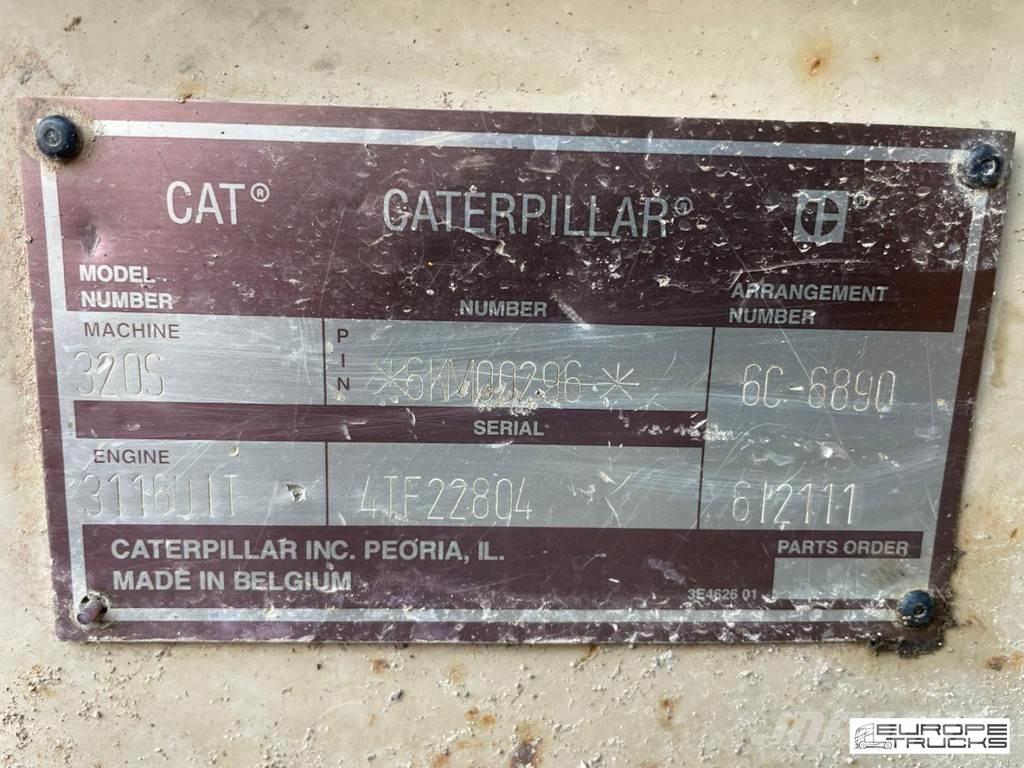 CAT® CATERPILLAR®
MODEL NUMBER
NUMBER
ARRANGEMENT NUMBER
MACHINE
320S
PIN
*6KM00296*
6C-6890
SERIAL
ENGINE
3116DIT
4TF22804
6I2111
CATERPILLAR INC. PEORIA, IL.
PARTS ORDER
MADE IN BELGIUM
3E4626 01
EUROPE
TRUCKS